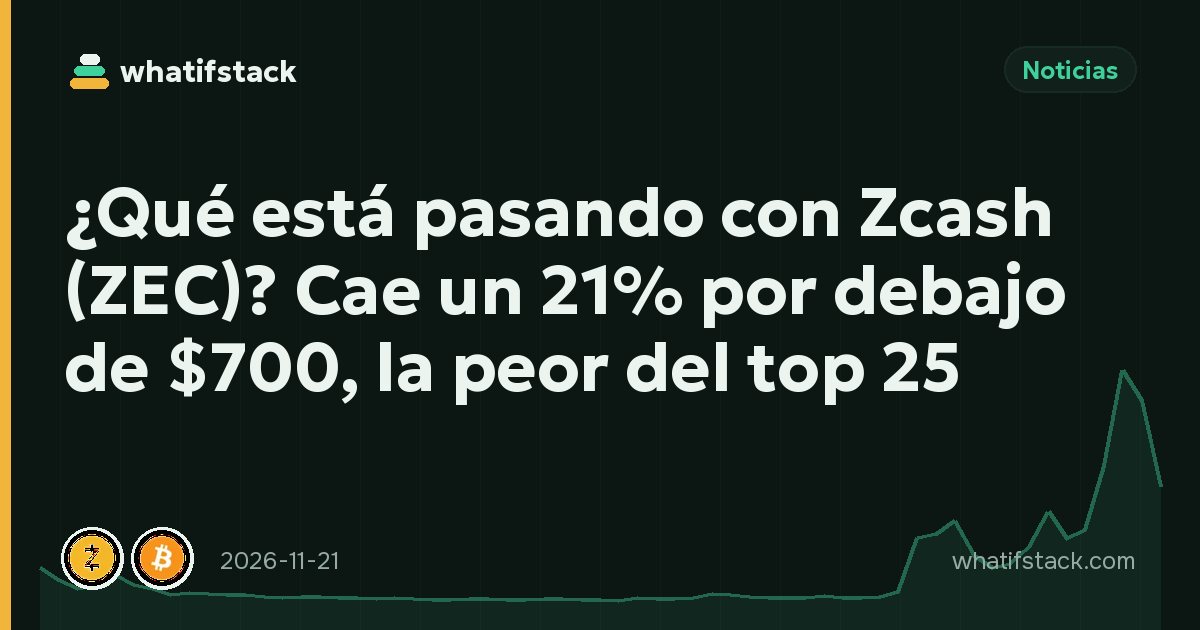 whatifstack
Noticias
¿Qué está pasando con Zcash
(ZEC)? Cae un 21% por debajo
de $700, la peor del top 25
2026-11-21
whatifstack.com